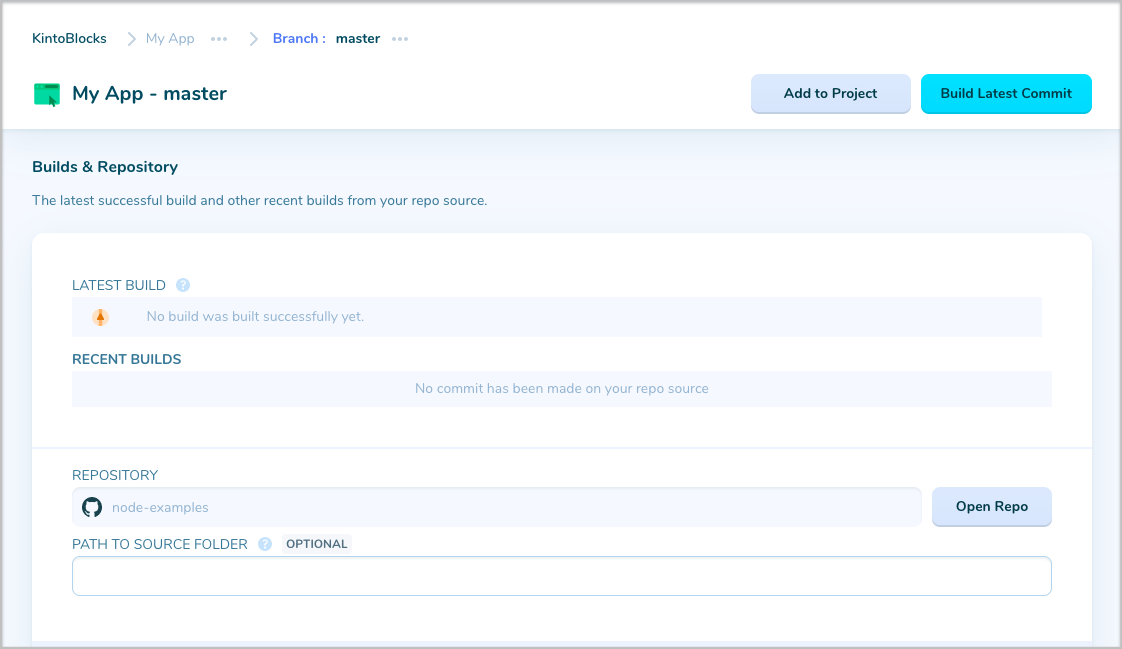 KintoBlocks My App ••• Branch : master •••
My App - master
Add to Project
Build Latest Commit
Builds & Repository
The latest successful build and other recent builds from your repo source.
LATEST BUILD ?
No build was built successfully yet.
RECENT BUILDS
No commit has been made on your repo source
REPOSITORY
node-examples
Open Repo
PATH TO SOURCE FOLDER ? OPTIONAL